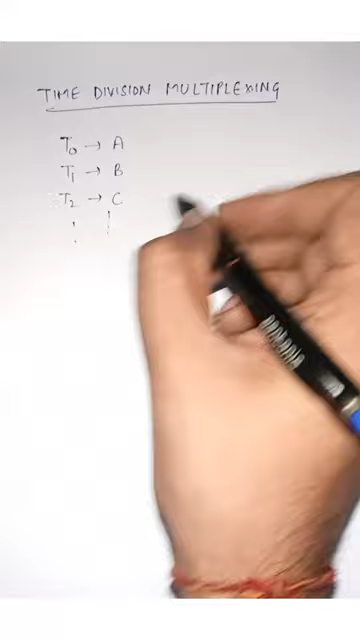 TIME DIVISION MULTIPLEXING
T0 → A
T1 → B
T2 → C